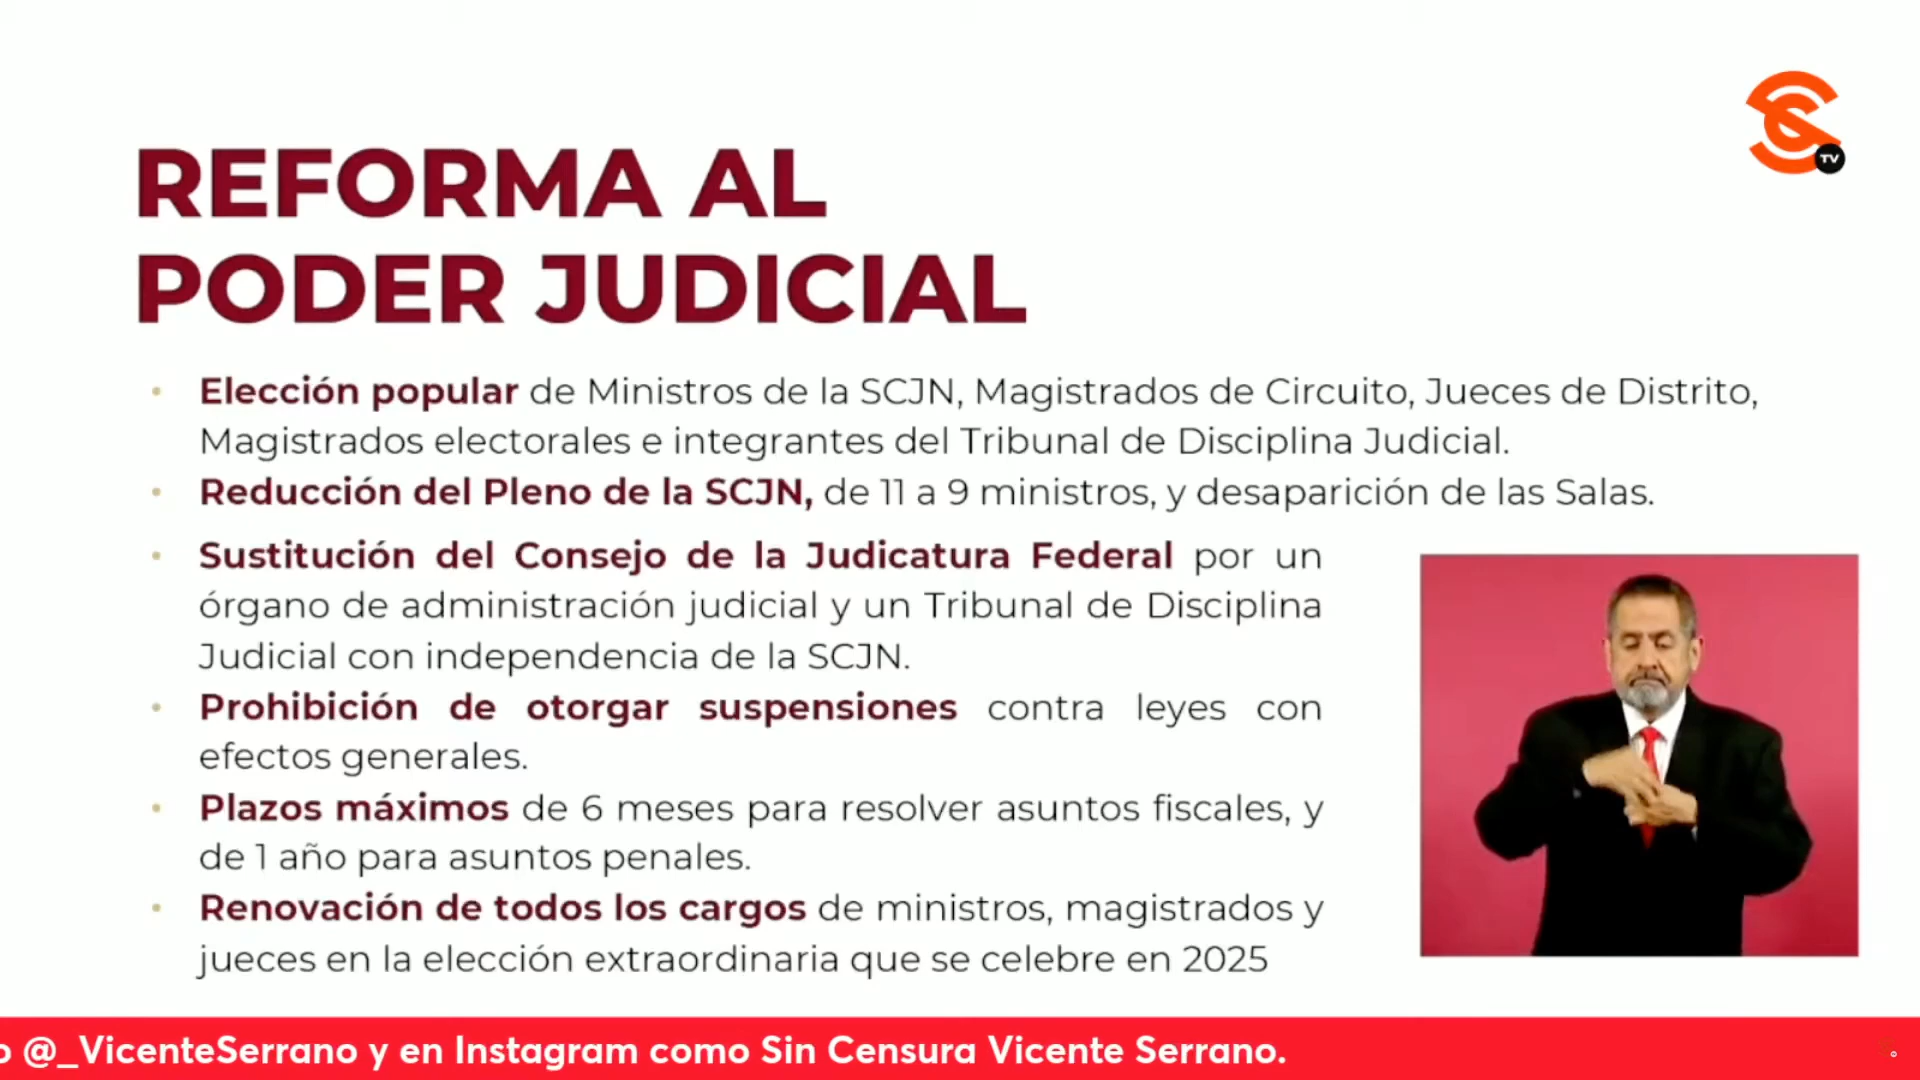 TV
REFORMA AL
PODER JUDICIAL
• Elección popular de Ministros de la SCJN, Magistrados de Circuito, Jueces de Distrito,
Magistrados electorales e integrantes del Tribunal de Disciplina Judicial.
• Reducción del Pleno de la SCJN, de 11 a 9 ministros, y desaparición de las Salas.
• Sustitución del Consejo de la Judicatura Federal por un
órgano de administración judicial y un Tribunal de Disciplina
Judicial con independencia de la SCJN.
• Prohibición de otorgar suspensiones contra leyes con
efectos generales.
• Plazos máximos de 6 meses para resolver asuntos fiscales, y
de 1 año para asuntos penales.
• Renovación de todos los cargos de ministros, magistrados y
jueces en la elección extraordinaria que se celebre en 2025
@_VicenteSerrano y en Instagram como Sin Censura Vicente Serrano.